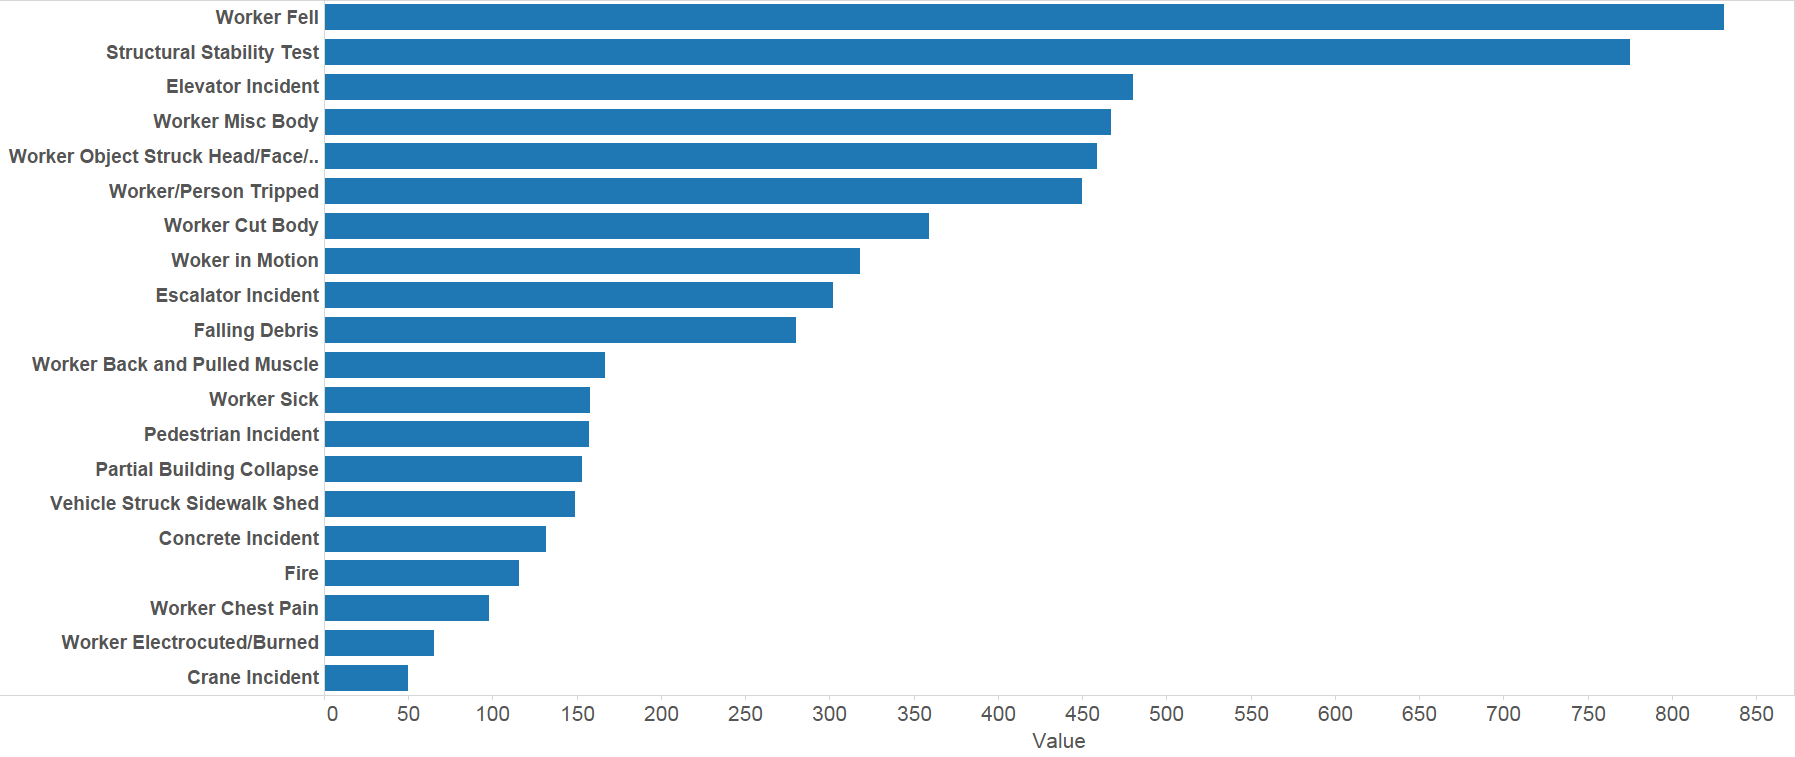 Worker Fell
Structural Stability Test
Elevator Incident
Worker Misc Body
Worker Object Struck Head/Face/..
Worker/Person Tripped
Worker Cut Body
Woker in Motion
Escalator Incident
Falling Debris
Worker Back and Pulled Muscle
Worker Sick
Pedestrian Incident
Partial Building Collapse
Vehicle Struck Sidewalk Shed
Concrete Incident
Fire
Worker Chest Pain
Worker Electrocuted/Burned
Crane Incident
0 50 100 150 200 250 300 350 400 450 500 550 600 650 700 750 800 850
Value